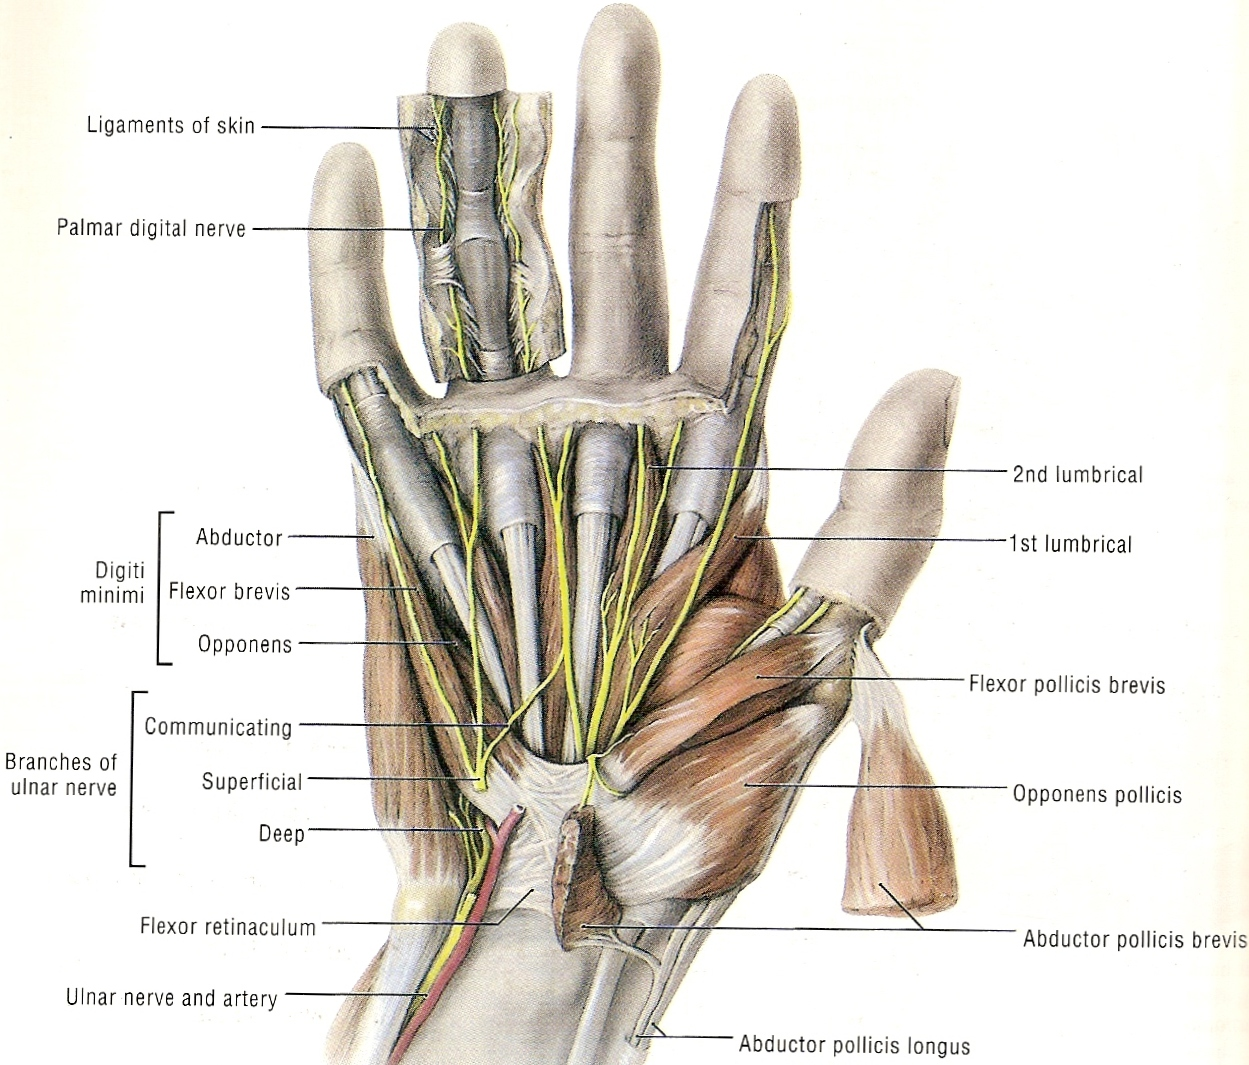 Ligaments of skin
Palmar digital nerve
2nd lumbrical
Abductor
1st lumbrical
Digiti
minimi
Flexor brevis
Opponens
Flexor pollicis brevis
Communicating
Branches of
ulnar nerve
Superficial
Opponens pollicis
Deep
Flexor retinaculum
Abductor pollicis brevis
Ulnar nerve and artery
Abductor pollicis longus